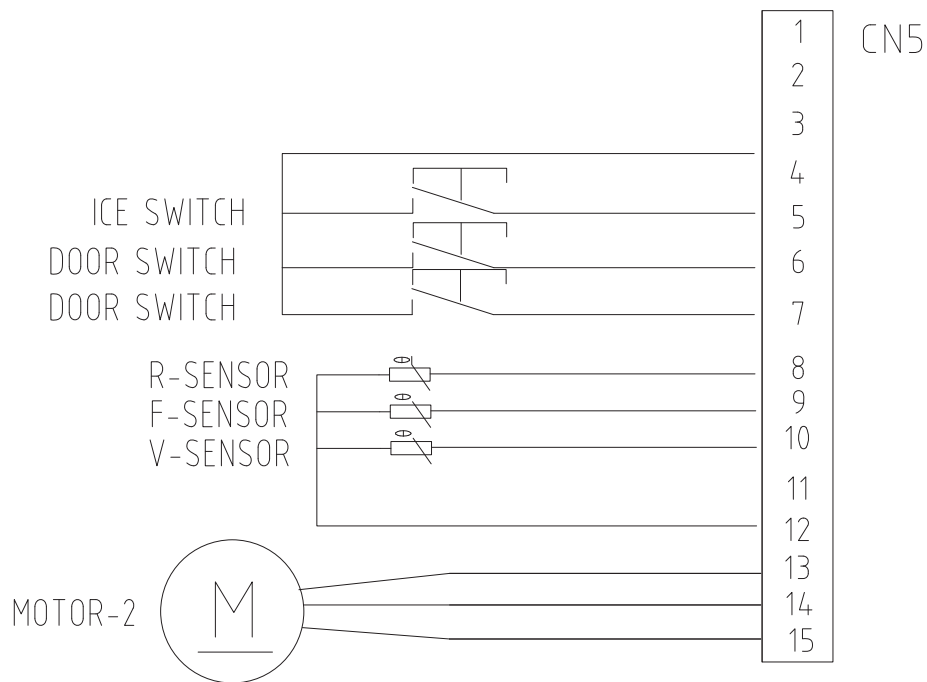 1
CN5
2
3
4
ICE SWITCH
5
DOOR SWITCH
6
DOOR SWITCH
7
R-SENSOR
8
F-SENSOR
9
V-SENSOR
10
11
12
13
MOTOR-2
M
14
15